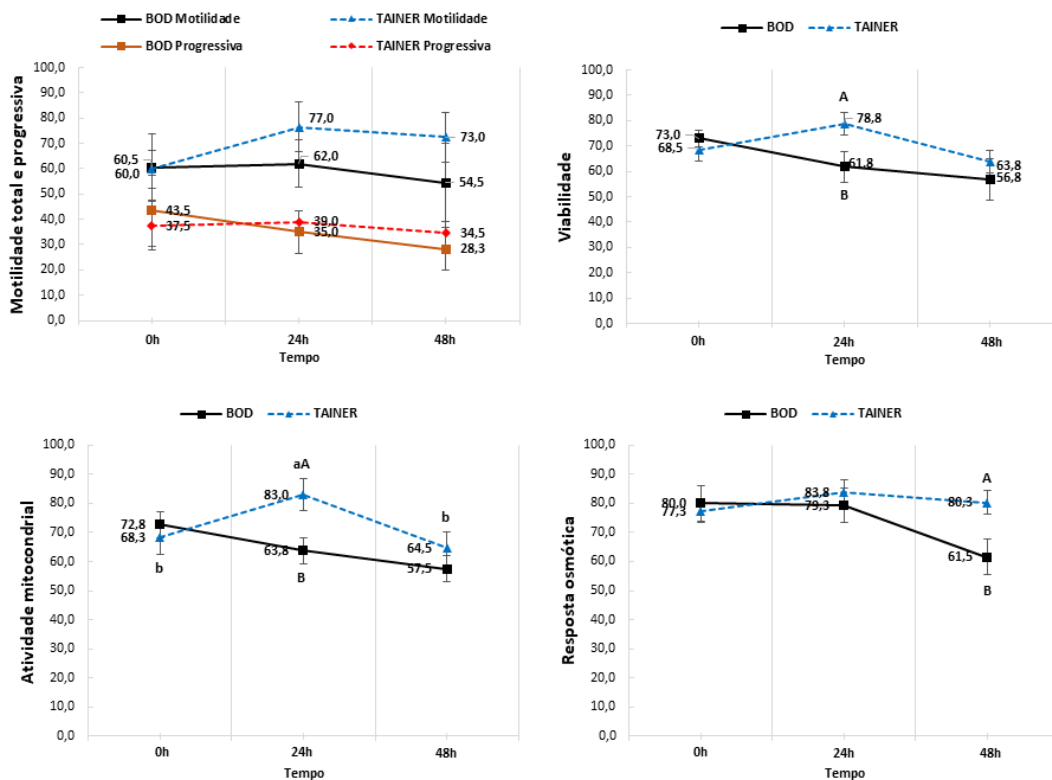 BOD Motilidade TAINER Motilidade
BOD Progressiva TAINER Progressiva
Motilidade total e progressiva
100,0
90,0
80,0
70,0
60,0
50,0
40,0
30,0
20,0
10,0
0,0
60,5
60,0
43,5
37,5
77,0
62,0
39,0
35,0
73,0
54,5
34,5
28,3
0h 24h 48h
Tempo
BOD TAINER
Viabilidade
100,0
90,0
80,0
70,0
60,0
50,0
40,0
30,0
20,0
10,0
0,0
73,0
68,5
A
78,8
61,8
B
63,8
56,8
0h 24h 48h
Tempo
BOD TAINER
Atividade mitocondrial
100,0
90,0
80,0
70,0
60,0
50,0
40,0
30,0
20,0
10,0
0,0
72,8
68,3
b
aA
83,0
63,8
B
b
64,5
57,5
0h 24h 48h
Tempo
BOD TAINER
Resposta osmótica
100,0
90,0
80,0
70,0
60,0
50,0
40,0
30,0
20,0
10,0
0,0
80,0
77,3
83,8
79,3
A
80,3
61,5
B
0h 24h 48h
Tempo